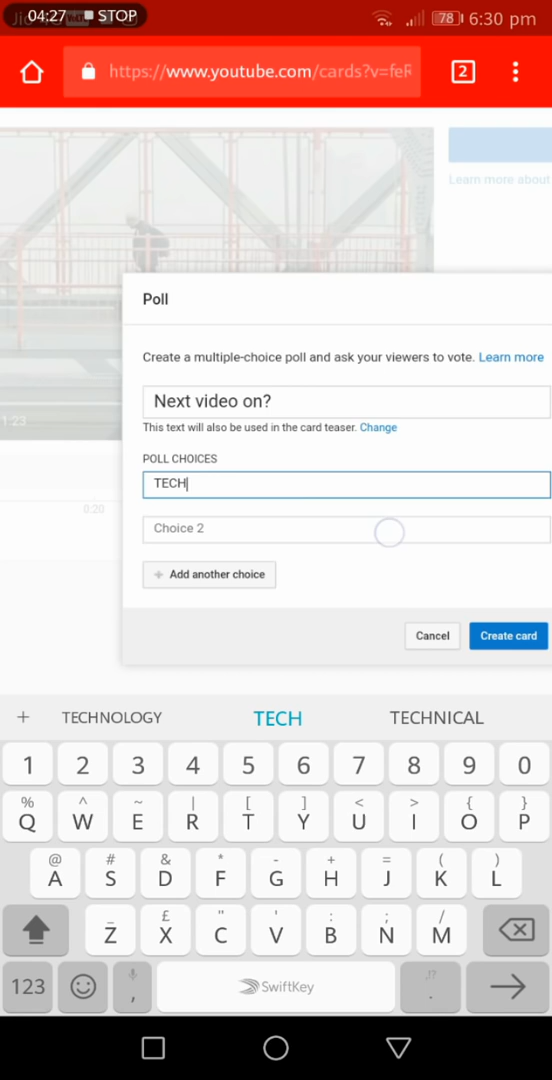 04:27 STOP 78 6:30 pm
https://www.youtube.com/cards?v=feR 2
Learn more about
Poll
Create a multiple-choice poll and ask your viewers to vote. Learn more
Next video on?
This text will also be used in the card teaser. Change
1:23
POLL CHOICES
TECH
0:20
Choice 2
+ Add another choice
Cancel Create card
+ TECHNOLOGY TECH TECHNICAL
1 2 3 4 5 6 7 8 9 0
% ^ ~ | [ ] < > { }
Q W E R T Y U I O P
@ # & * - + = ( )
A S D F G H J K L
_ £ " ' : ; /
Z X C V B N M
123 , SwiftKey .